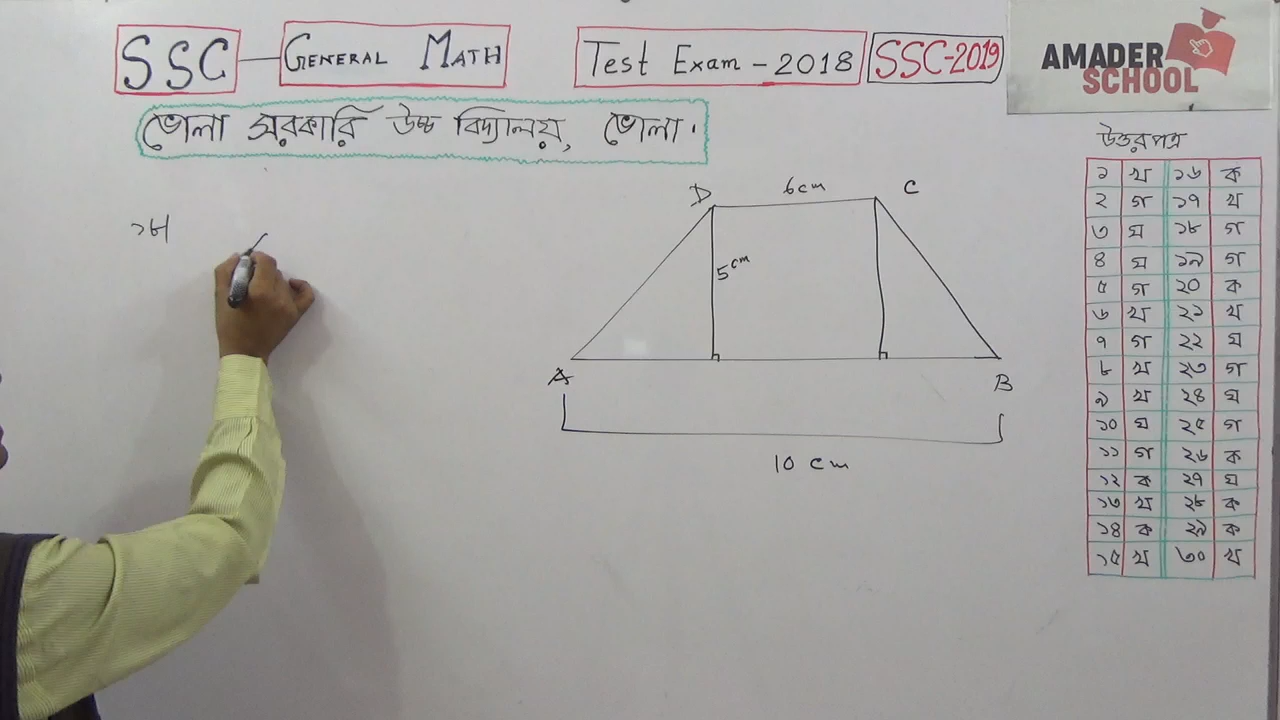 SSC GENERAL MATH Test Exam - 2018 SSC-2019
AMADER
SCHOOL
ভোলা সরকারি উচ্চ বিদ্যালয়, ভোলা.
উত্তরপত্র
১ খ ১৬ ক
২ গ ১৭ খ
৩ ঘ ১৮ গ
৪ ঘ ১৯ গ
৫ গ ২০ ক
৬ খ ২১ খ
৭ গ ২২ ঘ
৮ খ ২৩ গ
৯ খ ২৪ ঘ
১০ ঘ ২৫ গ
১১ গ ২৬ ক
১২ ক ২৭ ঘ
১৩ খ ২৮ ক
১৪ ক ২৯ ক
১৫ খ ৩০ খ
১৮।
D 6cm C
5cm
A B
10 cm